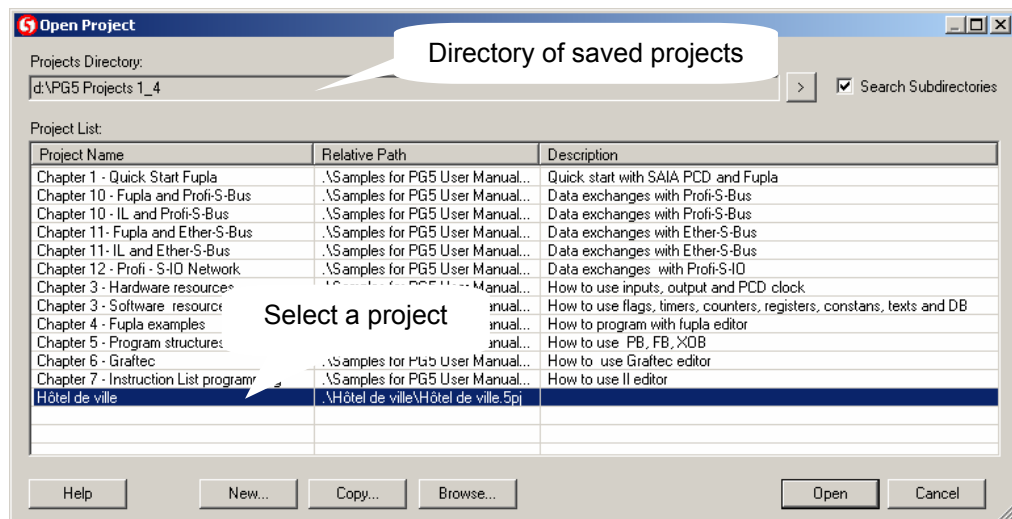 Open Project
Directory of saved projects
Projects Directory:
d:\PG5 Projects 1_4
> Search Subdirectories
Project List:
Project Name Relative Path Description
Chapter 1 - Quick Start Fupla .\Samples for PG5 User Manual... Quick start with SAIA PCD and Fupla
Chapter 10 - Fupla and Profi-S-Bus .\Samples for PG5 User Manual... Data exchanges with Profi-S-Bus
Chapter 10 - IL and Profi-S-Bus .\Samples for PG5 User Manual... Data exchanges with Profi-S-Bus
Chapter 11- Fupla and Ether-S-Bus .\Samples for PG5 User Manual... Data exchanges with Ether-S-Bus
Chapter 11- IL and Ether-S-Bus .\Samples for PG5 User Manual... Data exchanges with Ether-S-Bus
Chapter 12 - Profi - S-IO Network .\Samples for PG5 User Manual... Data exchanges with Profi-S-IO
Chapter 3 - Hardware resources .\Samples for PG5 User Manual... How to use inputs, output and PCD clock
Chapter 3 - Software How to use flags, timers, counters, registers, constans, texts and DB
Select a project
Chapter 4 - Fupla examples How to program with fupla editor
Chapter 5 - Program structures How to use PB, FB, XOB
Chapter 6 - Graftec .\Samples for PG5 User Manual... How to use Graftec editor
Chapter 7 - Instruction List .\Samples for PG5 User Manual... How to use Il editor
Hôtel de ville .\Hôtel de ville\Hôtel de ville.5pj
Help New... Copy... Browse... Open Cancel